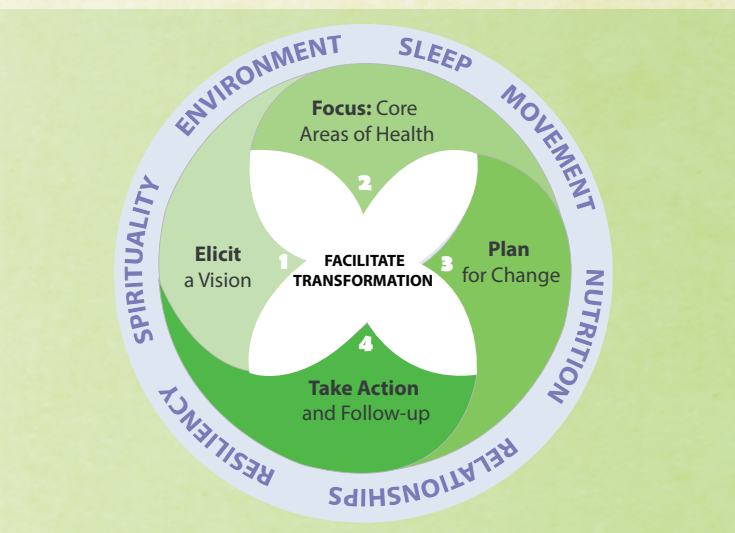 ENVIRONMENT
SLEEP
MOVEMENT
NUTRITION
RELATIONSHIPS
RESILIENCY
SPIRITUALITY
Focus: Core
Areas of Health
2
Elicit
a Vision
1
FACILITATE
TRANSFORMATION
3
Plan
for Change
4
Take Action
and Follow-up